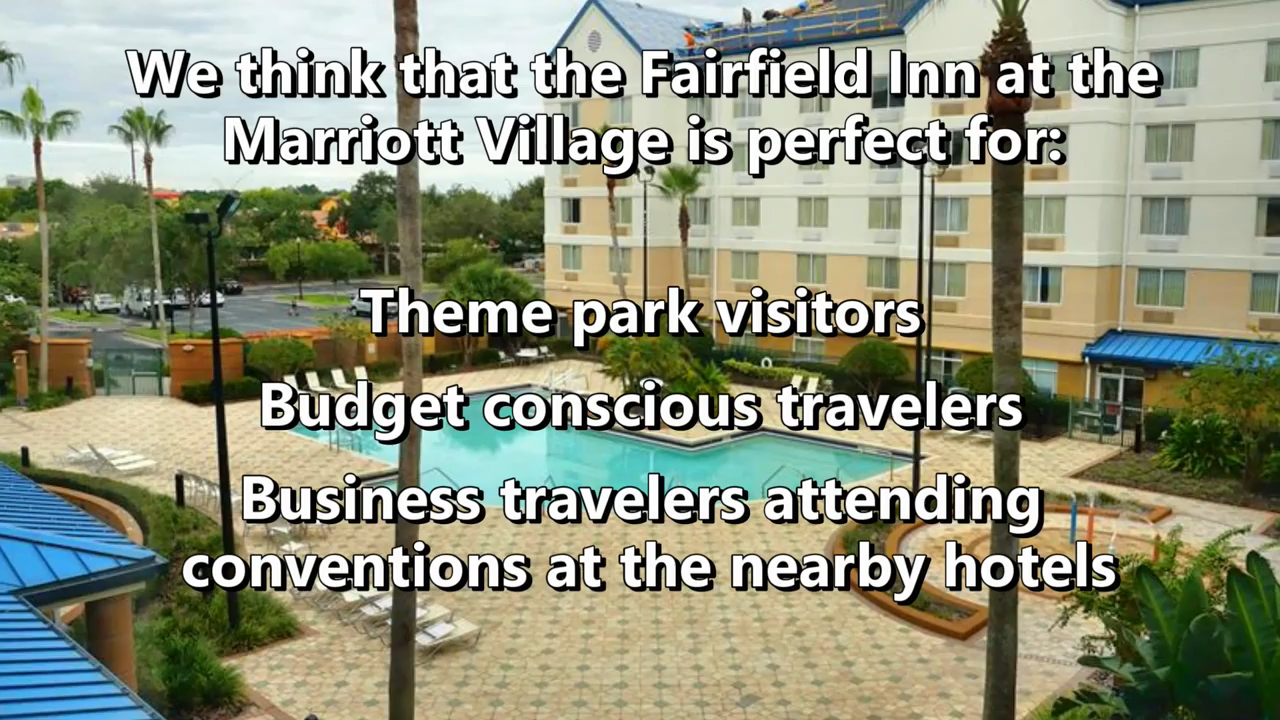 We think that the Fairfield Inn at the
Marriott Village is perfect for:
Theme park visitors
Budget conscious travelers
Business travelers attending
conventions at the nearby hotels